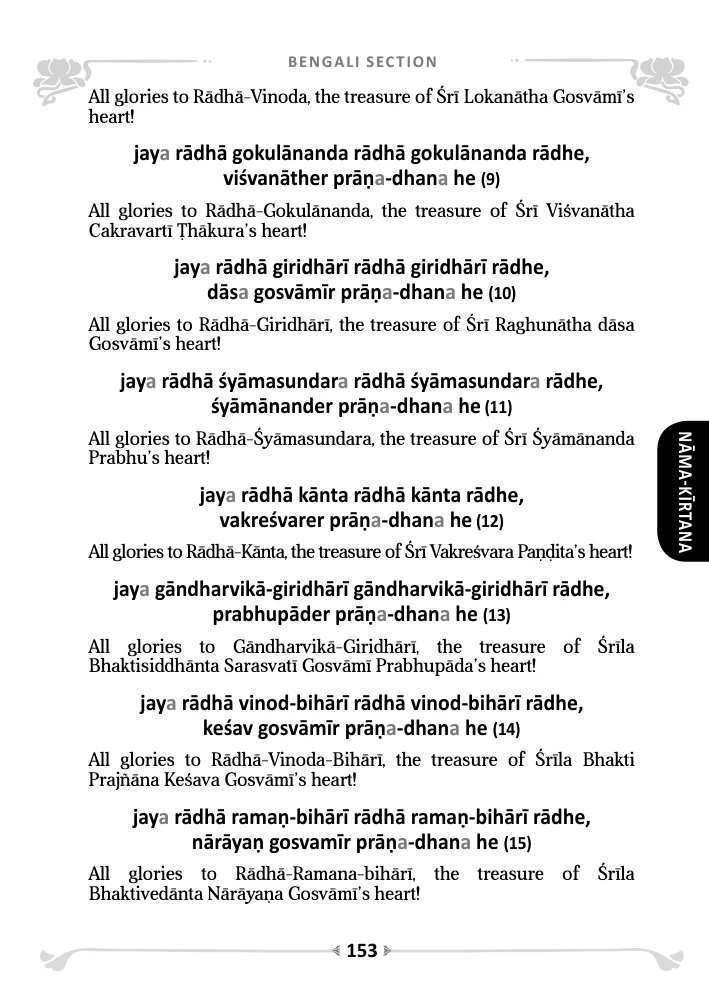 BENGALI SECTION
All glories to Rādhā-Vinoda, the treasure of Śrī Lokanātha Gosvāmī’s
heart!
jaya rādhā gokulānanda rādhā gokulānanda rādhe,
viśvanāther prāṇa-dhana he (9)
All glories to Rādhā-Gokulānanda, the treasure of Śrī Viśvanātha
Cakravartī Ṭhākura’s heart!
jaya rādhā giridhārī rādhā giridhārī rādhe,
dāsa gosvāmīr prāṇa-dhana he (10)
All glories to Rādhā-Giridhārī, the treasure of Śrī Raghunātha dāsa
Gosvāmī’s heart!
jaya rādhā śyāmasundara rādhā śyāmasundara rādhe,
śyāmānander prāṇa-dhana he (11)
All glories to Rādhā-Śyāmasundara, the treasure of Śrī Śyāmānanda
Prabhu’s heart!
NĀMA-KĪRTANA
jaya rādhā kānta rādhā kānta rādhe,
vakreśvarer prāṇa-dhana he (12)
All glories to Rādhā-Kānta, the treasure of Śrī Vakreśvara Paṇḍita’s heart!
jaya gāndharvikā-giridhārī gāndharvikā-giridhārī rādhe,
prabhupāder prāṇa-dhana he (13)
All glories to Gāndharvikā-Giridhārī, the treasure of Śrīla
Bhaktisiddhānta Sarasvatī Gosvāmī Prabhupāda’s heart!
jaya rādhā vinod-bihārī rādhā vinod-bihārī rādhe,
keśav gosvāmīr prāṇa-dhana he (14)
All glories to Rādhā-Vinoda-Bihārī, the treasure of Śrīla Bhakti
Prajñāna Keśava Gosvāmī’s heart!
jaya rādhā ramaṇ-bihārī rādhā ramaṇ-bihārī rādhe,
nārāyaṇ gosvamīr prāṇa-dhana he (15)
All glories to Rādhā-Ramana-bihārī, the treasure of Śrīla
Bhaktivedānta Nārāyaṇa Gosvāmī’s heart!
153